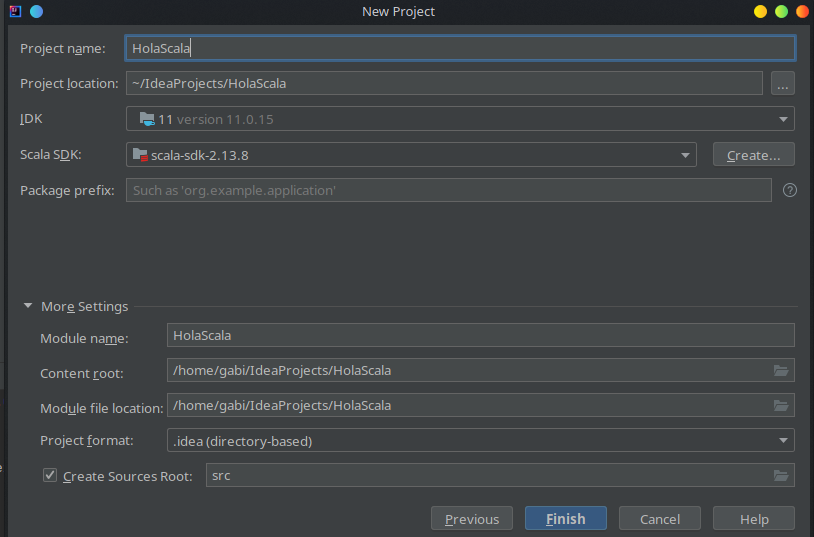 New Project
Project name: HolaScala
Project location: ~/IdeaProjects/HolaScala ...
JDK 11 version 11.0.15
Scala SDK: scala-sdk-2.13.8 Create...
Package prefix: Such as 'org.example.application' ?
More Settings
Module name: HolaScala
Content root: /home/gabi/IdeaProjects/HolaScala
Module file location: /home/gabi/IdeaProjects/HolaScala
Project format: .idea (directory-based)
Create Sources Root: src
Previous Finish Cancel Help